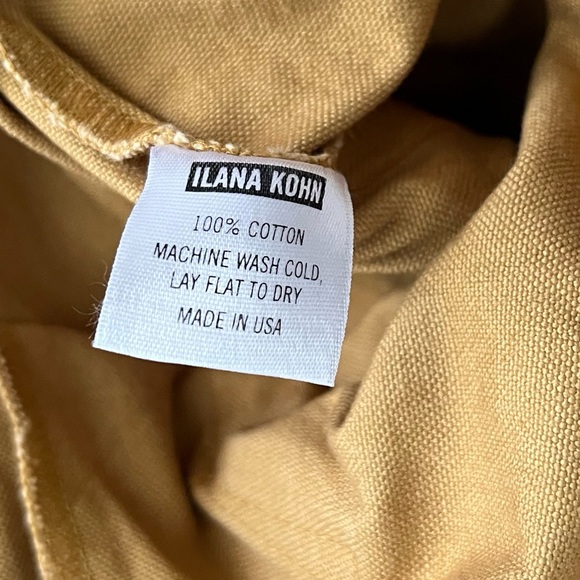 ILANA KOHN
100% COTTON
MACHINE WASH COLD,
LAY FLAT TO DRY
MADE IN USA